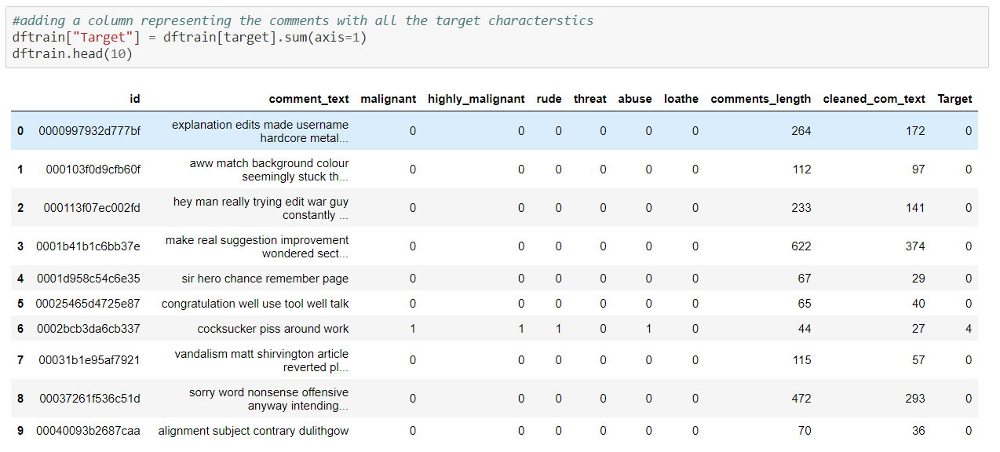 #adding a column representing the comments with all the target characterstics
dftrain["Target"] = dftrain[target].sum(axis=1)
dftrain.head(10)
id comment_text malignant highly_malignant rude threat abuse loathe comments_length cleaned_com_text Target
0 0000997932d777bf explanation edits made username hardcore metal... 0 0 0 0 0 0 264 172 0
1 000103f0d9cfb60f aww match background colour seemingly stuck th... 0 0 0 0 0 0 112 97 0
2 000113f07ec002fd hey man really trying edit war guy constantly ... 0 0 0 0 0 0 233 141 0
3 0001b41b1c6bb37e make real suggestion improvement wondered sect... 0 0 0 0 0 0 622 374 0
4 0001d958c54c6e35 sir hero chance remember page 0 0 0 0 0 0 67 29 0
5 00025465d4725e87 congratulation well use tool well talk 0 0 0 0 0 0 65 40 0
6 0002bcb3da6cb337 cocksucker piss around work 1 1 1 0 1 0 44 27 4
7 00031b1e95af7921 vandalism matt shirvington article reverted pl... 0 0 0 0 0 0 115 57 0
8 00037261f536c51d sorry word nonsense offensive anyway intending... 0 0 0 0 0 0 472 293 0
9 00040093b2687caa alignment subject contrary dulithgow 0 0 0 0 0 0 70 36 0